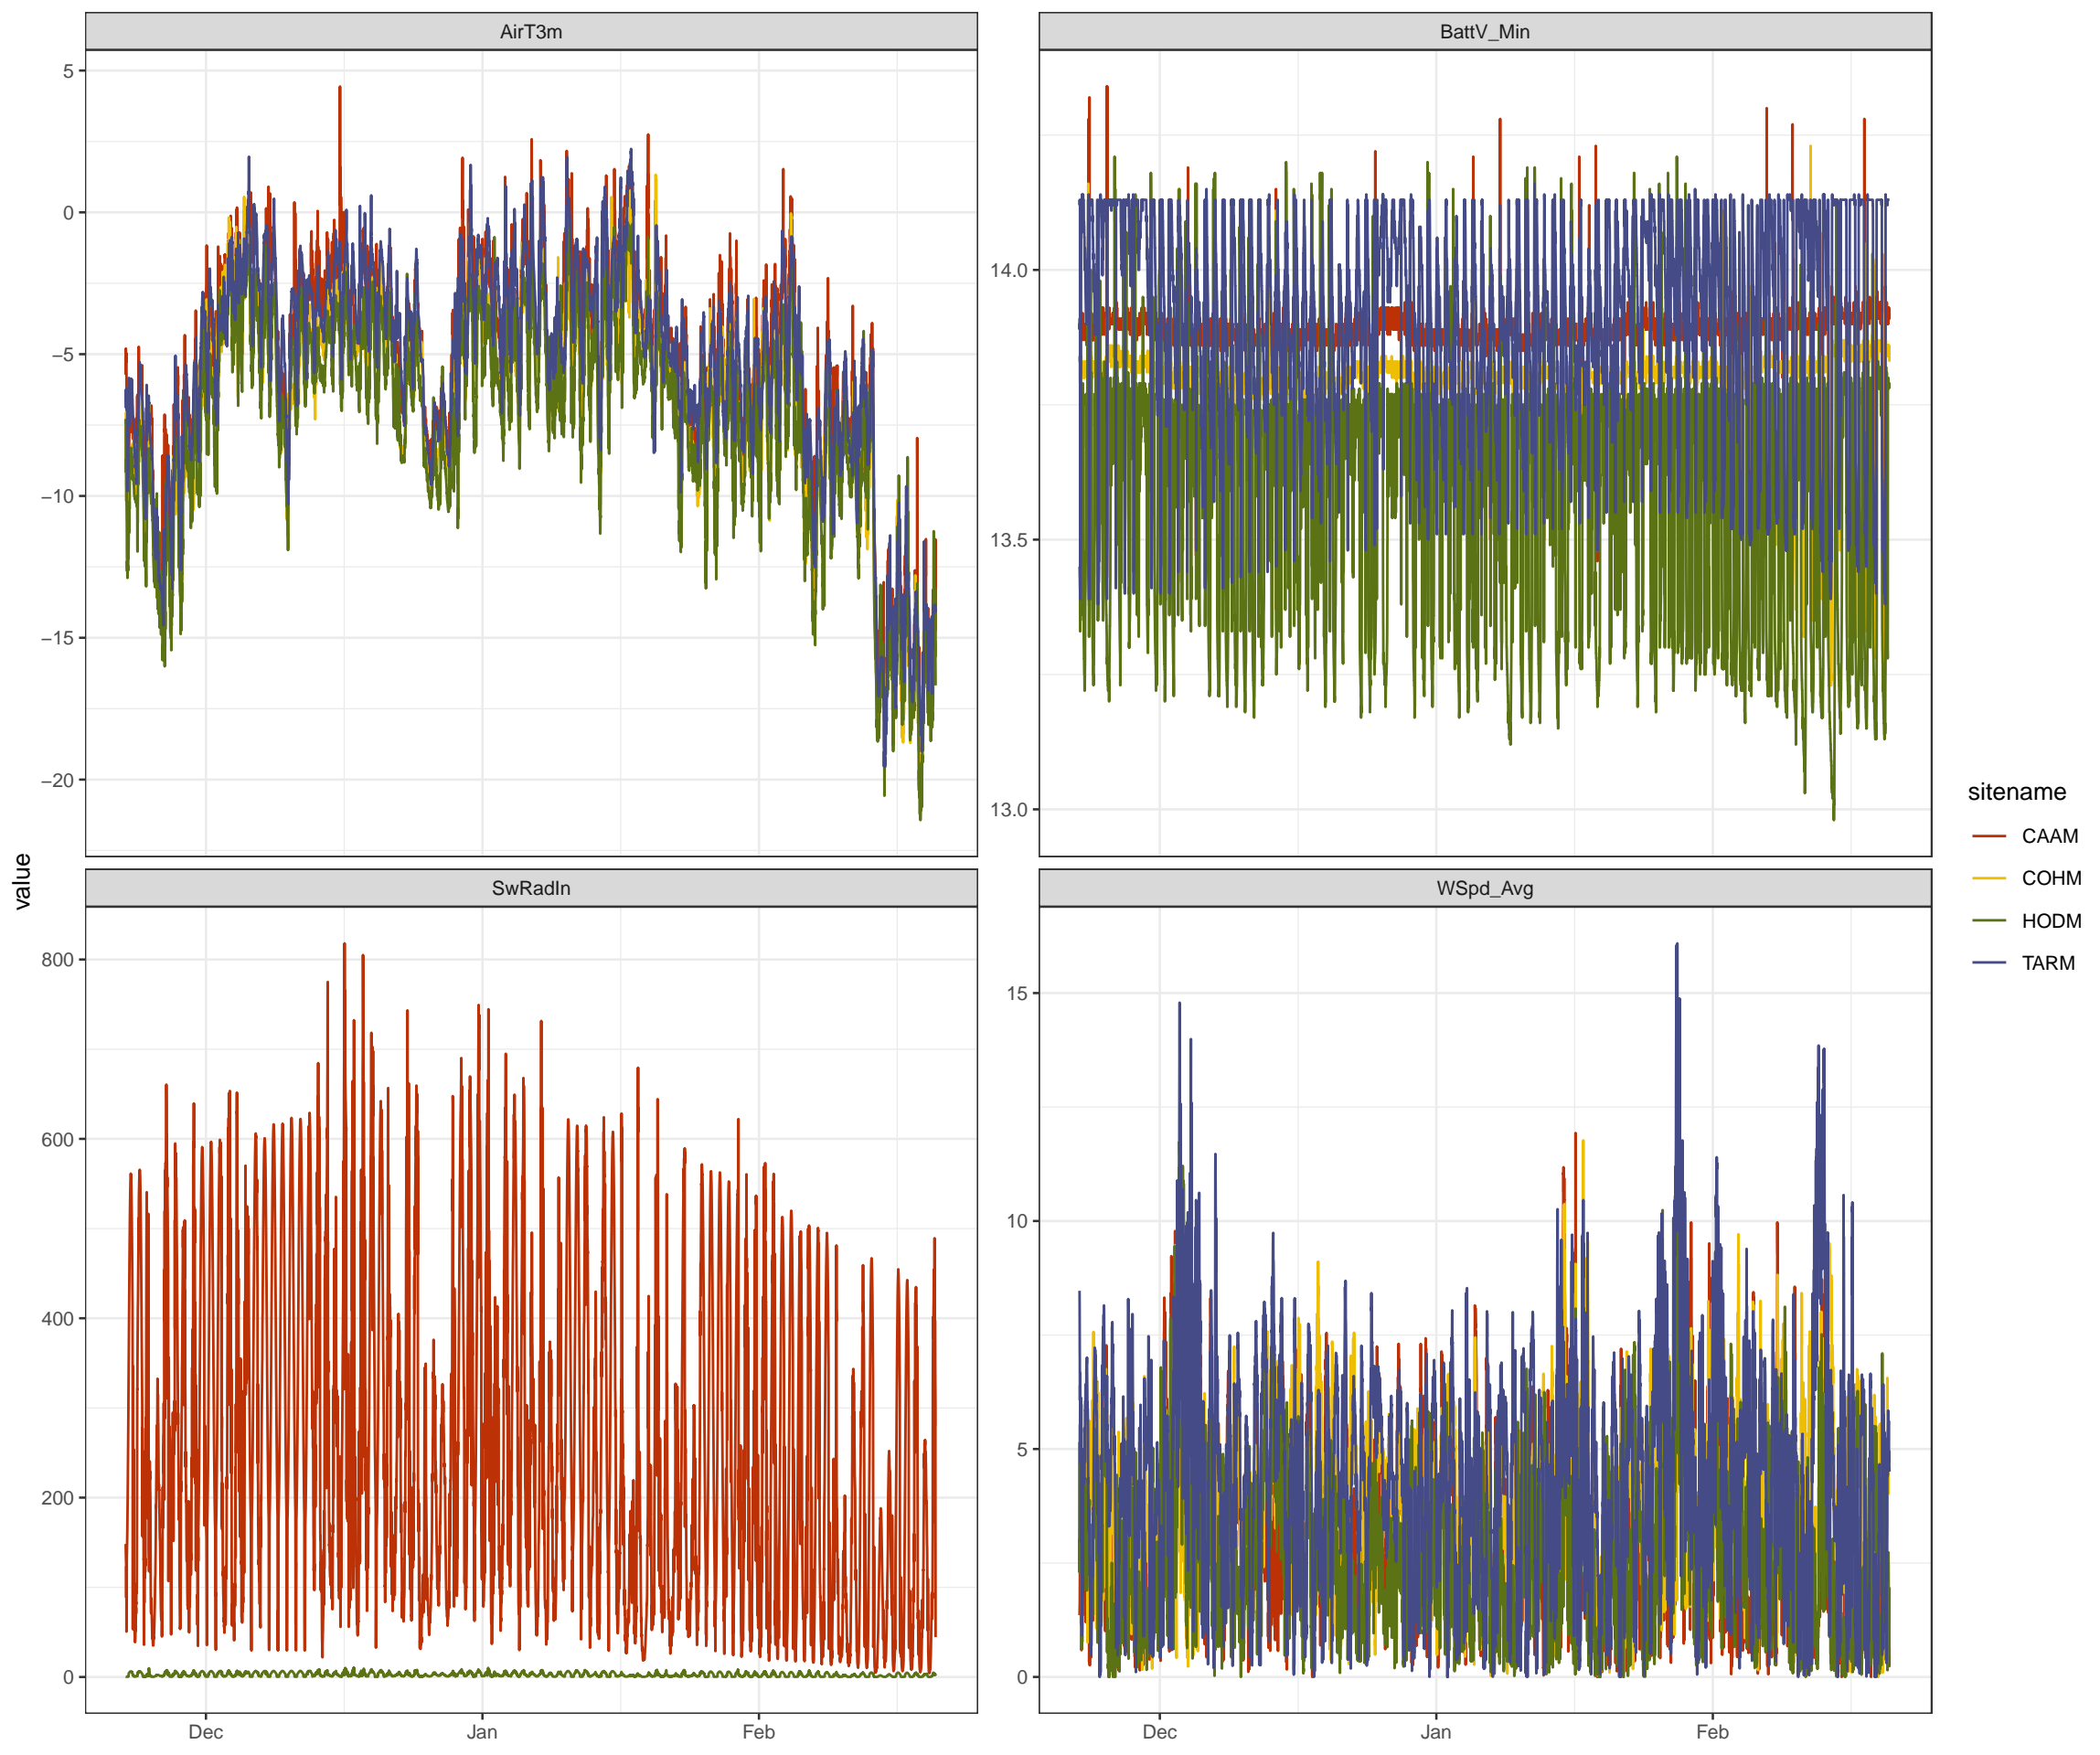 AirT3m
BattV_Min
5
0
−5
−10
−15
−20
14.0
13.5
13.0
value
SwRadIn
WSpd_Avg
800
600
400
200
0
15
10
5
0
Dec
Jan
Feb
Dec
Jan
Feb
sitename
CAAM
COHM
HODM
TARM